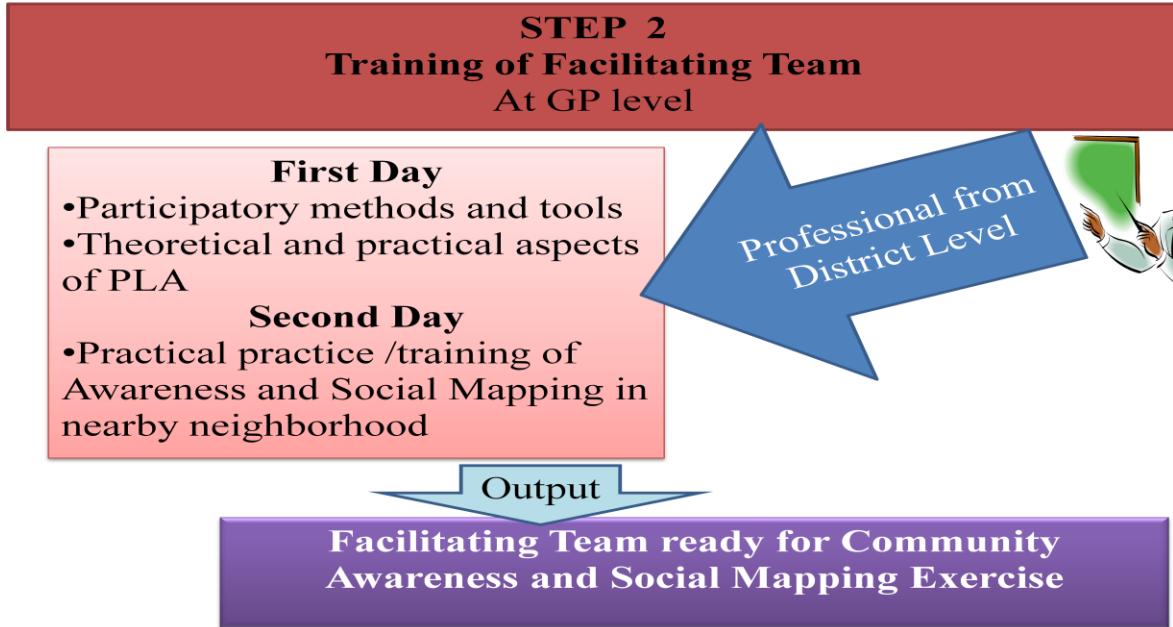 STEP 2
Training of Facilitating Team
At GP level
First Day
•Participatory methods and tools
•Theoretical and practical aspects
of PLA
Second Day
•Practical practice /training of
Awareness and Social Mapping in
nearby neighborhood
Professional from
District Level
Output
Facilitating Team ready for Community
Awareness and Social Mapping Exercise